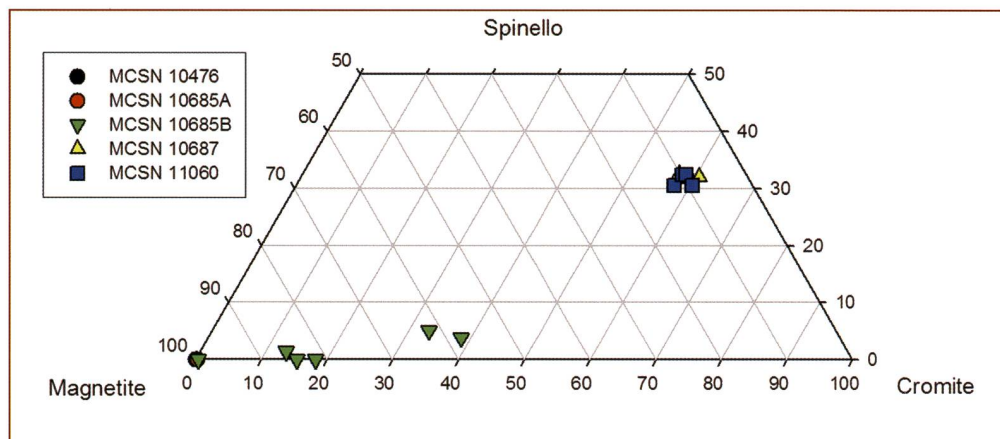 Spinello
MCSN 10476
MCSN 10685A
MCSN 10685B
MCSN 10687
MCSN 11060
50 50
60 40
70 30
80 20
90 10
100 0
0 10 20 30 40 50 60 70 80 90 100
Magnetite Cromite